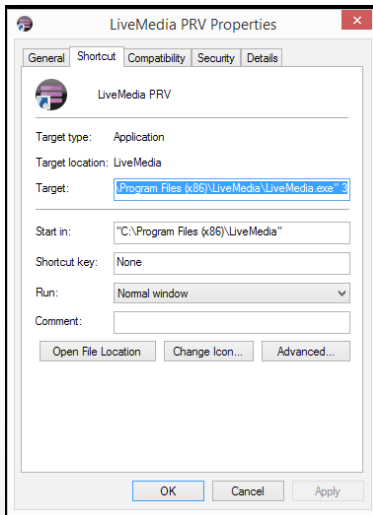 LiveMedia PRV Properties
General Shortcut Compatibility Security Details
LiveMedia PRV
Target type: Application
Target location: LiveMedia
Target: \Program Files (x86)\LiveMedia\LiveMedia.exe" 3
Start in: "C:\Program Files (x86)\LiveMedia"
Shortcut key: None
Run: Normal window
Comment:
Open File Location Change Icon... Advanced...
OK Cancel Apply